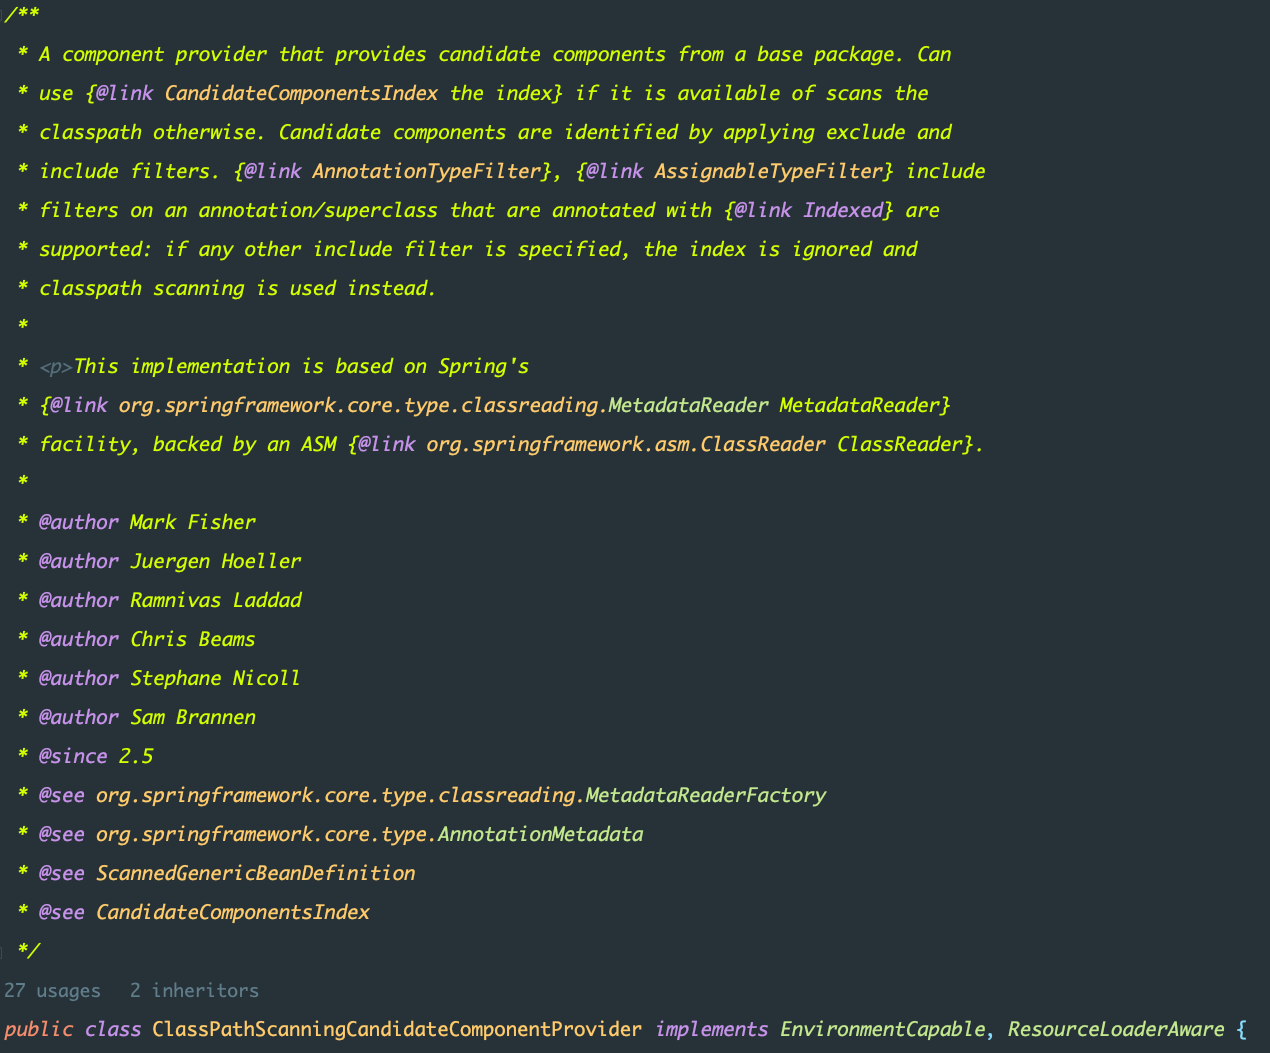 /**
 * A component provider that provides candidate components from a base package. Can
 * use {@link CandidateComponentsIndex the index} if it is available of scans the
 * classpath otherwise. Candidate components are identified by applying exclude and
 * include filters. {@link AnnotationTypeFilter}, {@link AssignableTypeFilter} include
 * filters on an annotation/superclass that are annotated with {@link Indexed} are
 * supported: if any other include filter is specified, the index is ignored and
 * classpath scanning is used instead.
 *
 * <p>This implementation is based on Spring's
 * {@link org.springframework.core.type.classreading.MetadataReader MetadataReader}
 * facility, backed by an ASM {@link org.springframework.asm.ClassReader ClassReader}.
 *
 * @author Mark Fisher
 * @author Juergen Hoeller
 * @author Ramnivas Laddad
 * @author Chris Beams
 * @author Stephane Nicoll
 * @author Sam Brannen
 * @since 2.5
 * @see org.springframework.core.type.classreading.MetadataReaderFactory
 * @see org.springframework.core.type.AnnotationMetadata
 * @see ScannedGenericBeanDefinition
 * @see CandidateComponentsIndex
 */
27 usages   2 inheritors
public class ClassPathScanningCandidateComponentProvider implements EnvironmentCapable, ResourceLoaderAware {